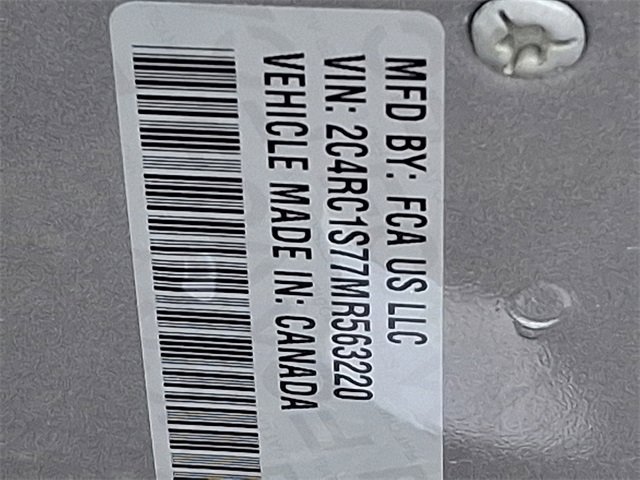 MFD BY: FCA US LLC
VIN: 2C4RC1S77MR563220
VEHICLE MADE IN: CANADA